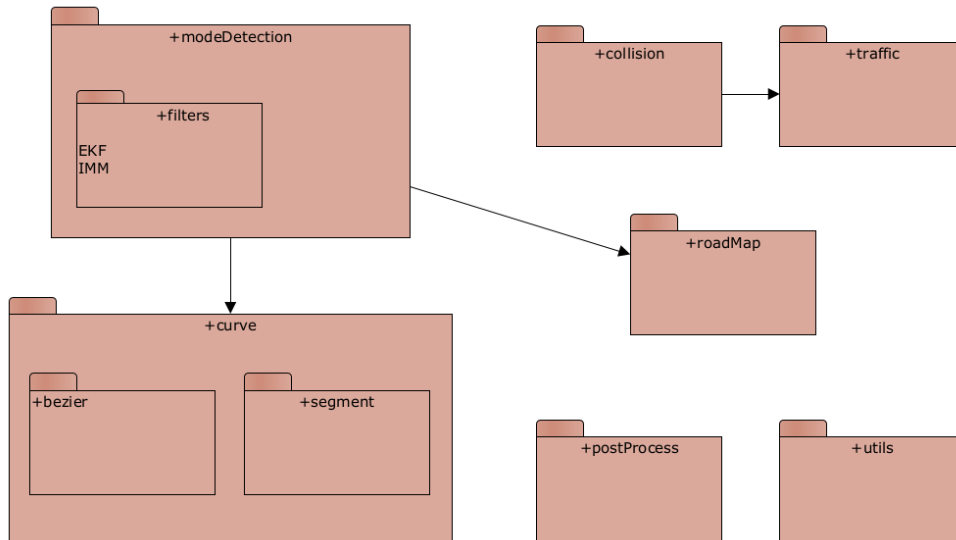 +modeDetection
+filters
EKF
IMM
+collision
+traffic
+roadMap
+curve
+bezier
+segment
+postProcess
+utils